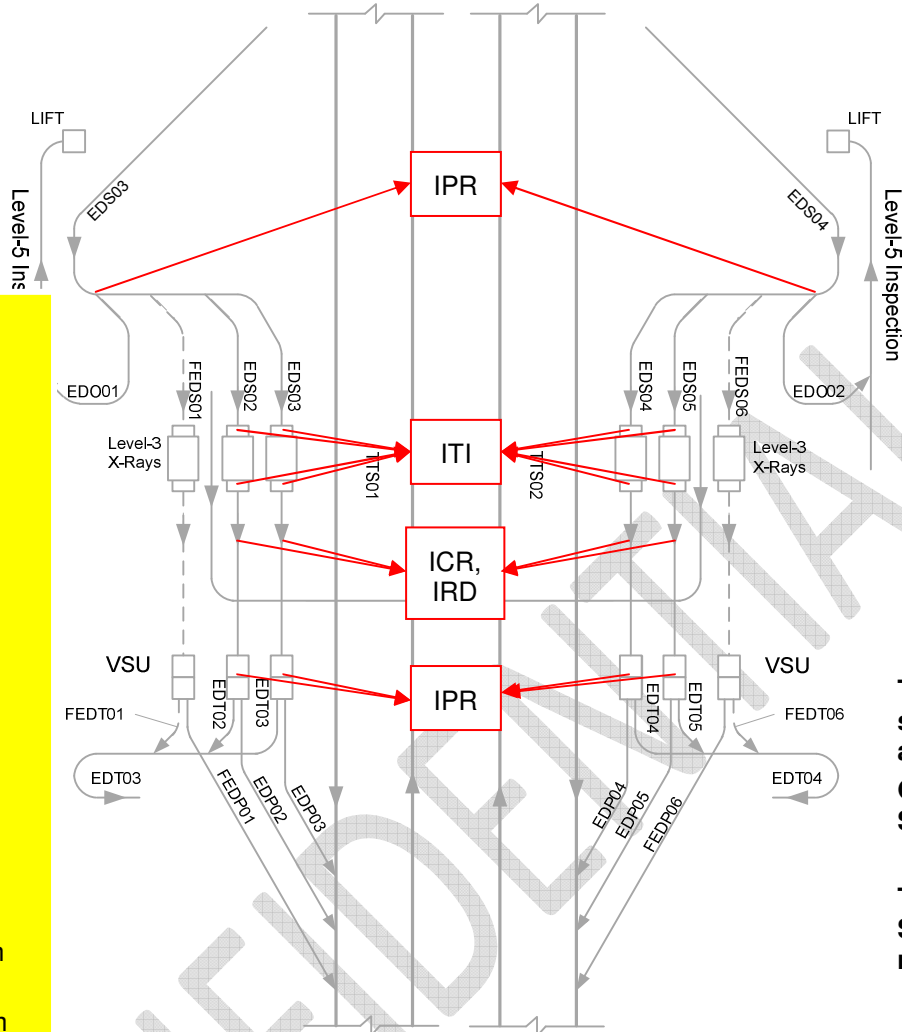 LIFT
LIFT
IPR
EDS03
EDS04
Level-5 Ins
Level-5 Inspection
EDO01
FEDS01
EDS02
EDS03
EDS04
EDS05
FEDS06
EDO02
Level-3
X-Rays
TTS01
ITI
TTS02
Level-3
X-Rays
ICR,
IRD
VSU
EDT02
EDT03
IPR
EDT04
EDT05
VSU
FEDT01
FEDT06
EDT03
EDT04
FEDP01
EDP02
EDP03
EDP04
EDP05
FEDP06